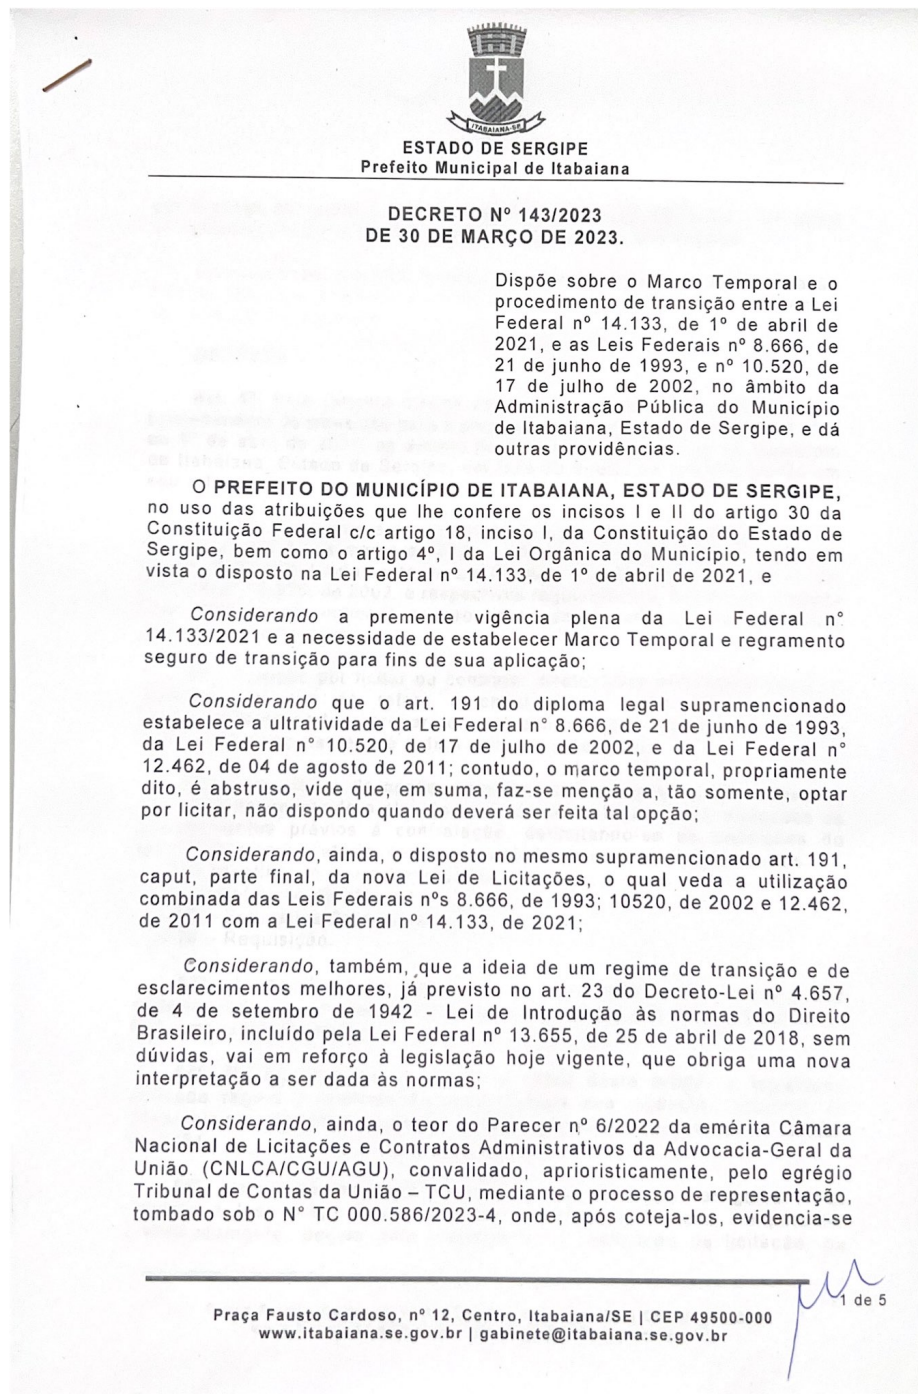 ITABAIANA-SE
ESTADO DE SERGIPE
Prefeito Municipal de Itabaiana
DECRETO Nº 143/2023
DE 30 DE MARÇO DE 2023.
Dispõe sobre o Marco Temporal e o
procedimento de transição entre a Lei
Federal nº 14.133, de 1º de abril de
2021, e as Leis Federais nº 8.666, de
21 de junho de 1993, e nº 10.520, de
17 de julho de 2002, no âmbito da
Administração Pública do Município
de Itabaiana, Estado de Sergipe, e dá
outras providências.
O PREFEITO DO MUNICÍPIO DE ITABAIANA, ESTADO DE SERGIPE,
no uso das atribuições que lhe confere os incisos I e II do artigo 30 da
Constituição Federal c/c artigo 18, inciso I, da Constituição do Estado de
Sergipe, bem como o artigo 4º, I da Lei Orgânica do Município, tendo em
vista o disposto na Lei Federal nº 14.133, de 1º de abril de 2021, e
Considerando a premente vigência plena da Lei Federal n°
14.133/2021 e a necessidade de estabelecer Marco Temporal e regramento
seguro de transição para fins de sua aplicação;
Considerando que o art. 191 do diploma legal supramencionado
estabelece a ultratividade da Lei Federal n° 8.666, de 21 de junho de 1993,
da Lei Federal n° 10.520, de 17 de julho de 2002, e da Lei Federal n°
12.462, de 04 de agosto de 2011; contudo, o marco temporal, propriamente
dito, é abstruso, vide que, em suma, faz-se menção a, tão somente, optar
por licitar, não dispondo quando deverá ser feita tal opção;
Considerando, ainda, o disposto no mesmo supramencionado art. 191,
caput, parte final, da nova Lei de Licitações, o qual veda a utilização
combinada das Leis Federais nºs 8.666, de 1993; 10520, de 2002 e 12.462,
de 2011 com a Lei Federal nº 14.133, de 2021;
Considerando, também, que a ideia de um regime de transição e de
esclarecimentos melhores, já previsto no art. 23 do Decreto-Lei nº 4.657,
de 4 de setembro de 1942 - Lei de Introdução às normas do Direito
Brasileiro, incluído pela Lei Federal nº 13.655, de 25 de abril de 2018, sem
dúvidas, vai em reforço à legislação hoje vigente, que obriga uma nova
interpretação a ser dada às normas;
Considerando, ainda, o teor do Parecer nº 6/2022 da emérita Câmara
Nacional de Licitações e Contratos Administrativos da Advocacia-Geral da
União (CNLCA/CGU/AGU), convalidado, aprioristicamente, pelo egrégio
Tribunal de Contas da União – TCU, mediante o processo de representação,
tombado sob o N° TC 000.586/2023-4, onde, após coteja-los, evidencia-se
1 de 5
Praça Fausto Cardoso, nº 12, Centro, Itabaiana/SE | CEP 49500-000
www.itabaiana.se.gov.br | gabinete@itabaiana.se.gov.br